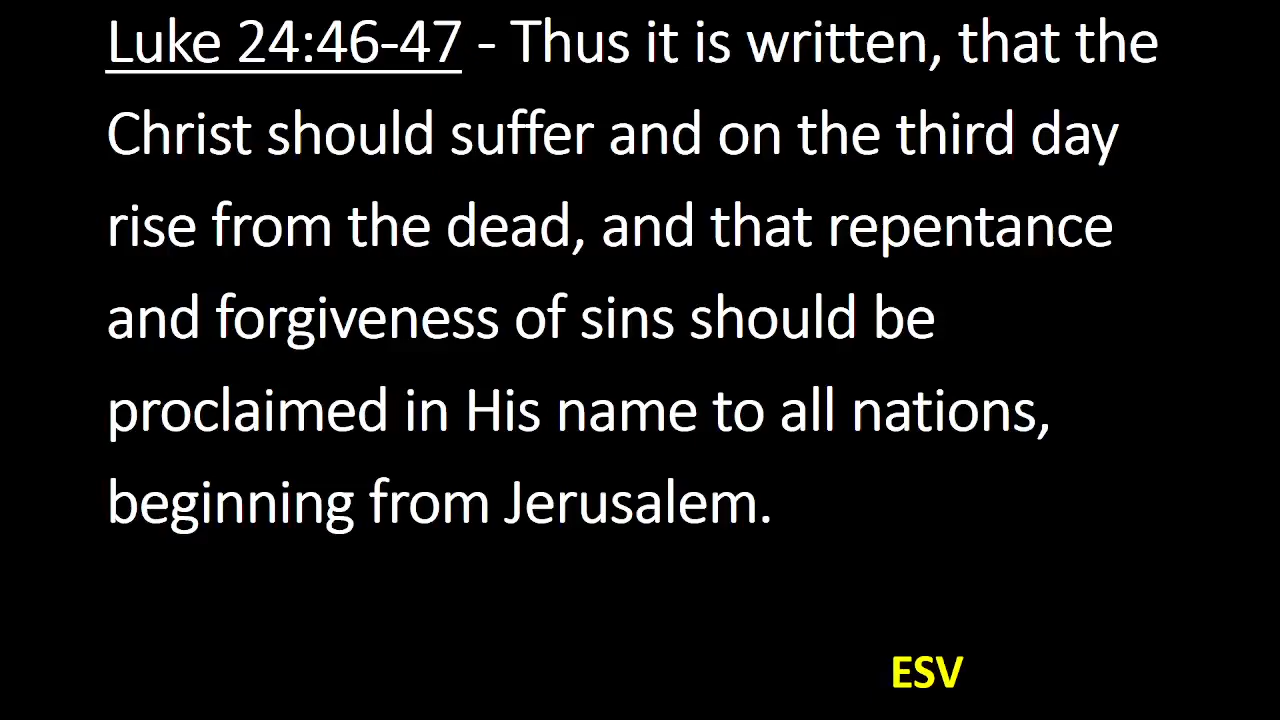 Luke 24:46-47 - Thus it is written, that the
Christ should suffer and on the third day
rise from the dead, and that repentance
and forgiveness of sins should be
proclaimed in His name to all nations,
beginning from Jerusalem.
ESV